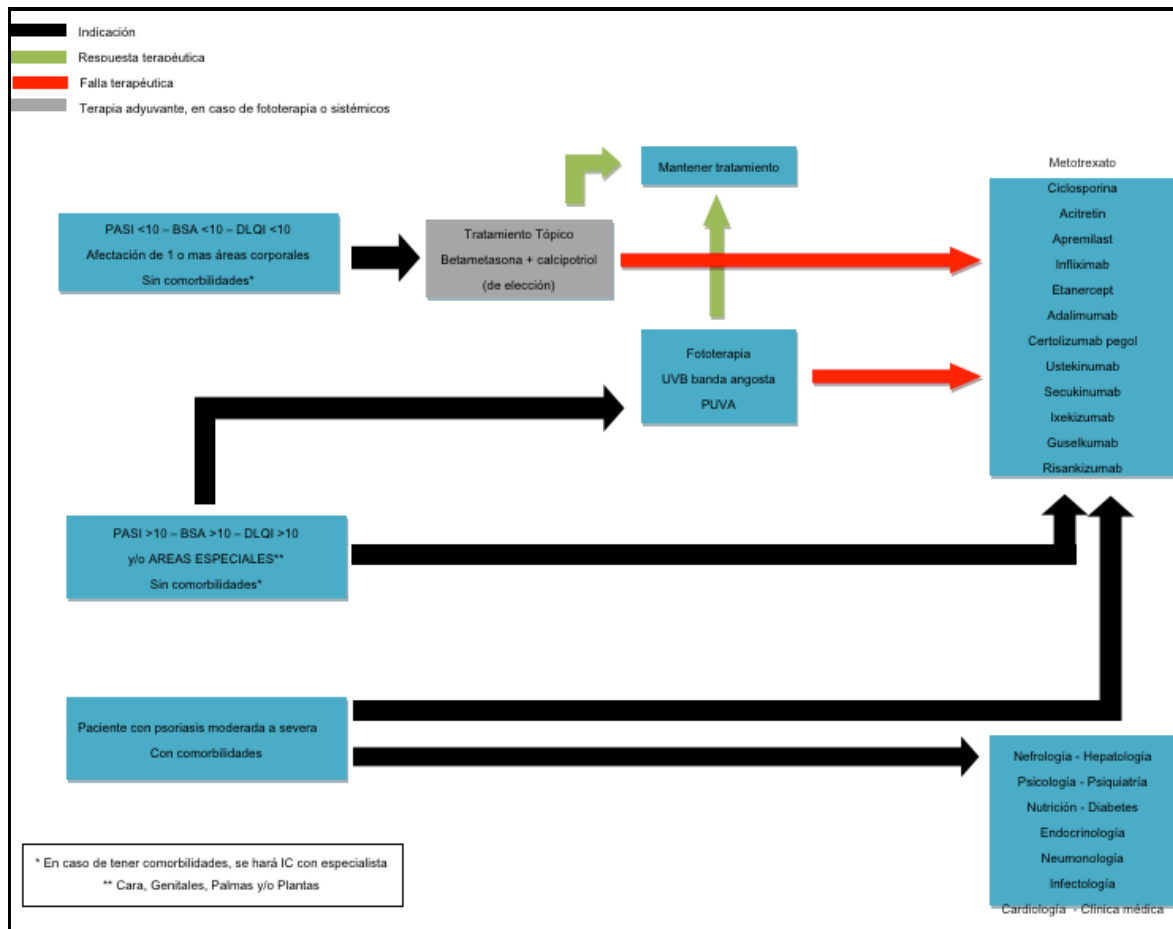 Indicación
Respuesta terapéutica
Falla terapéutica
Terapia adyuvante, en caso de fototerapia o sistémicos
Mantener tratamiento
PASI <10 – BSA <10 – DLQI <10
Afectación de 1 o mas áreas corporales
Sin comorbilidades*
Tratamiento Tópico
Betametasona + calcipotriol
(de elección)
Metotrexato
Ciclosporina
Acitretin
Apremilast
Infliximab
Etanercept
Adalimumab
Certolizumab pegol
Ustekinumab
Secukinumab
Ixekizumab
Guselkumab
Risankizumab
Fototerapia
UVB banda angosta
PUVA
PASI >10 – BSA >10 – DLQI >10
y/o AREAS ESPECIALES**
Sin comorbilidades*
Paciente con psoriasis moderada a severa
Con comorbilidades
Nefrología - Hepatología
Psicología - Psiquiatría
Nutrición - Diabetes
Endocrinología
Neumonología
Infectología
Cardiología - Clínica médica
* En caso de tener comorbilidades, se hará IC con especialista
** Cara, Genitales, Palmas y/o Plantas